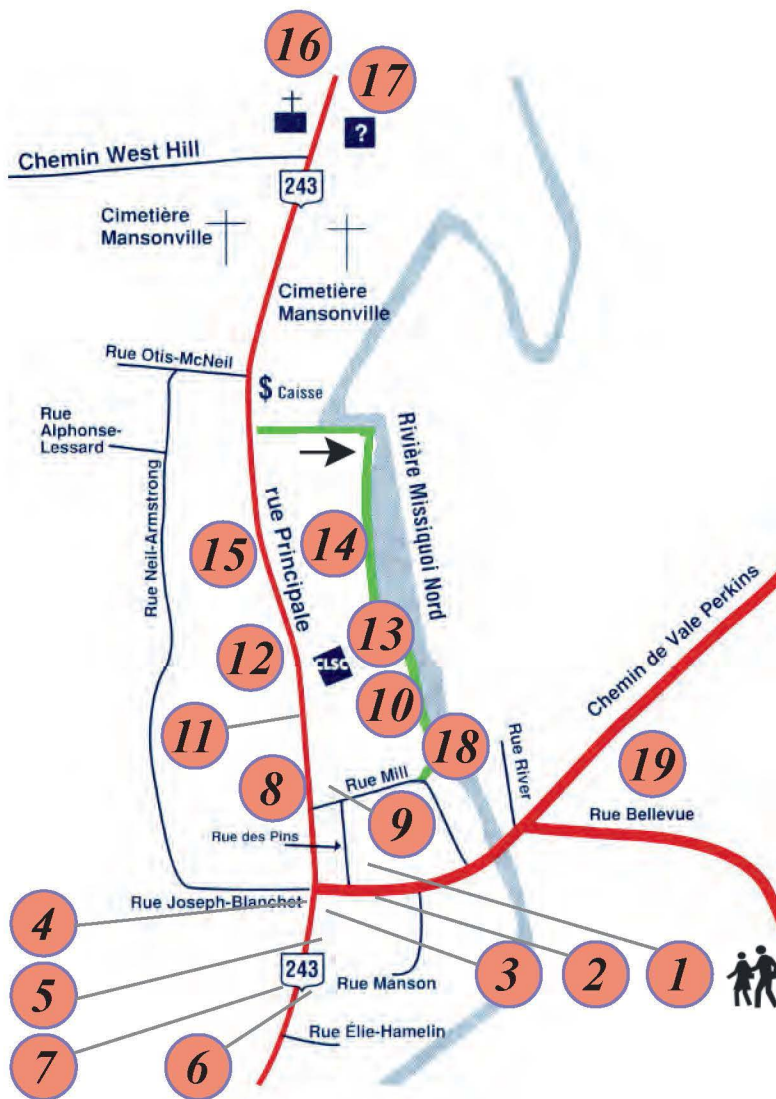 16
17
?
Chemin West Hill
243
Cimetière
Mansonville
Cimetière
Mansonville
Rue Otis-McNeil
$ Caisse
Rue
Alphonse-
Lessard
Rue Neil-Armstrong
rue Principale
Rivière Missiquoi Nord
14
15
Chemin de Vale Perkins
13
12
CLSC
10
11
18
Rue River
19
8
Rue Mill
9
Rue Bellevue
Rue des Pins
Rue Joseph-Blanchet
4
3
2
1
5
243
Rue Manson
Rue Élie-Hamelin
7
6